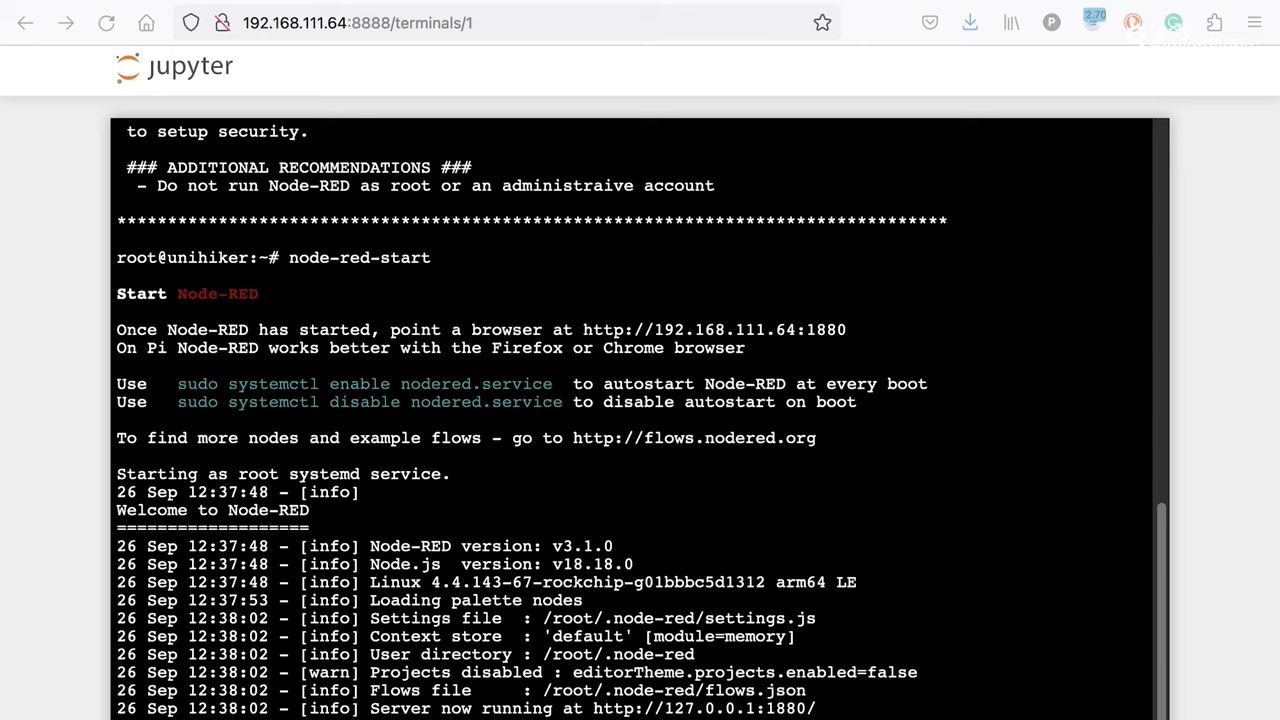 192.168.111.64:8888/terminals/1
2.70
P
jupyter
to setup security.
### ADDITIONAL RECOMMENDATIONS ###
- Do not run Node-RED as root or an administraive account
**********************************************************************************
root@unihiker:~# node-red-start
Start Node-RED
Once Node-RED has started, point a browser at http://192.168.111.64:1880
On Pi Node-RED works better with the Firefox or Chrome browser
Use   sudo systemctl enable nodered.service  to autostart Node-RED at every boot
Use   sudo systemctl disable nodered.service to disable autostart on boot
To find more nodes and example flows - go to http://flows.nodered.org
Starting as root systemd service.
26 Sep 12:37:48 - [info]
Welcome to Node-RED
===================
26 Sep 12:37:48 - [info] Node-RED version: v3.1.0
26 Sep 12:37:48 - [info] Node.js  version: v18.18.0
26 Sep 12:37:48 - [info] Linux 4.4.143-67-rockchip-g01bbbc5d1312 arm64 LE
26 Sep 12:37:53 - [info] Loading palette nodes
26 Sep 12:38:02 - [info] Settings file  : /root/.node-red/settings.js
26 Sep 12:38:02 - [info] Context store  : 'default' [module=memory]
26 Sep 12:38:02 - [info] User directory : /root/.node-red
26 Sep 12:38:02 - [warn] Projects disabled : editorTheme.projects.enabled=false
26 Sep 12:38:02 - [info] Flows file     : /root/.node-red/flows.json
26 Sep 12:38:02 - [info] Server now running at http://127.0.0.1:1880/